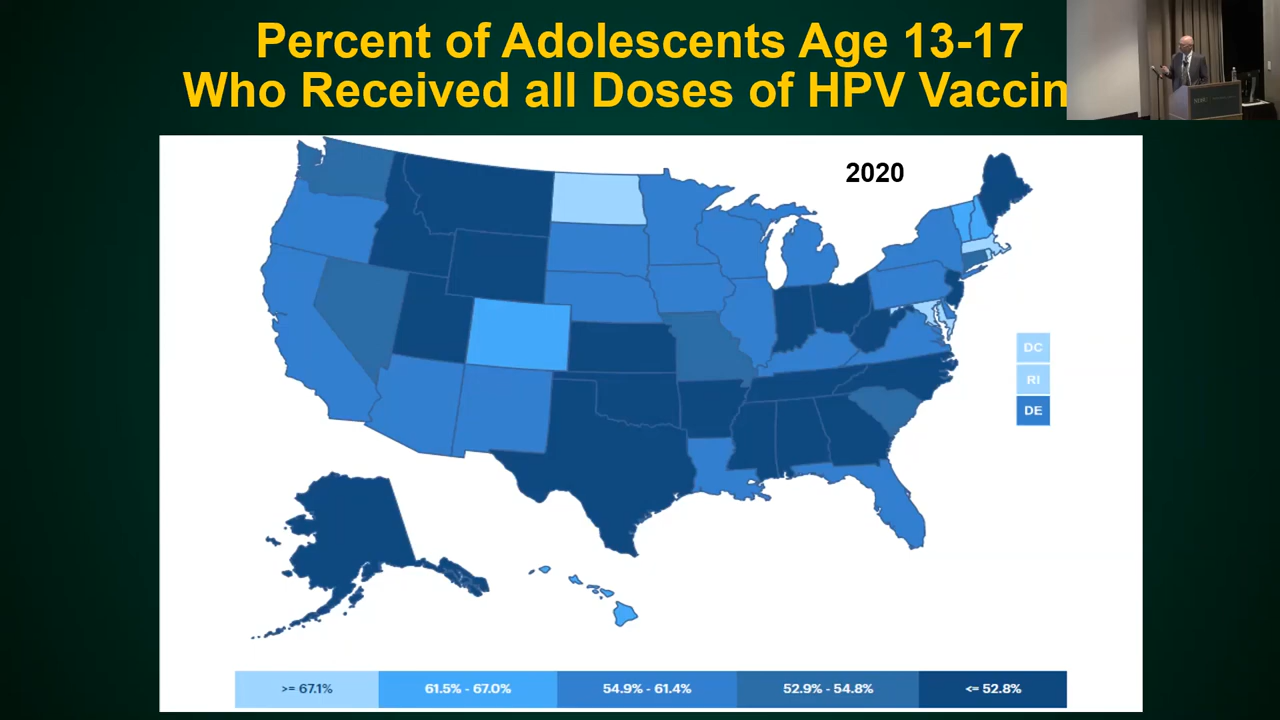 Percent of Adolescents Age 13-17
Who Received all Doses of HPV Vaccin
2020
DC
RI
DE
>= 67.1%
61.5% - 67.0%
54.9% - 61.4%
52.9% - 54.8%
<= 52.8%